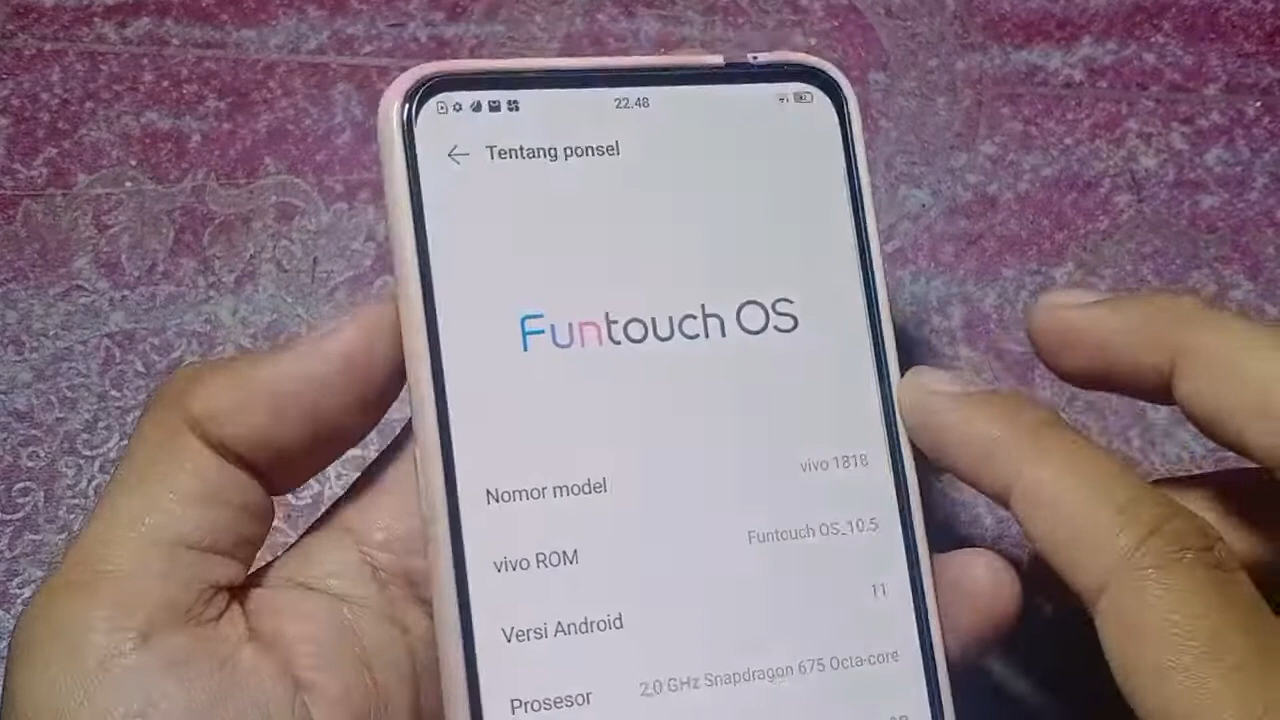 22.48
Tentang ponsel
Funtouch OS
Nomor model vivo 1818
vivo ROM Funtouch OS_10.5
Versi Android 11
Prosesor 2,0 GHz Snapdragon 675 Octa-core